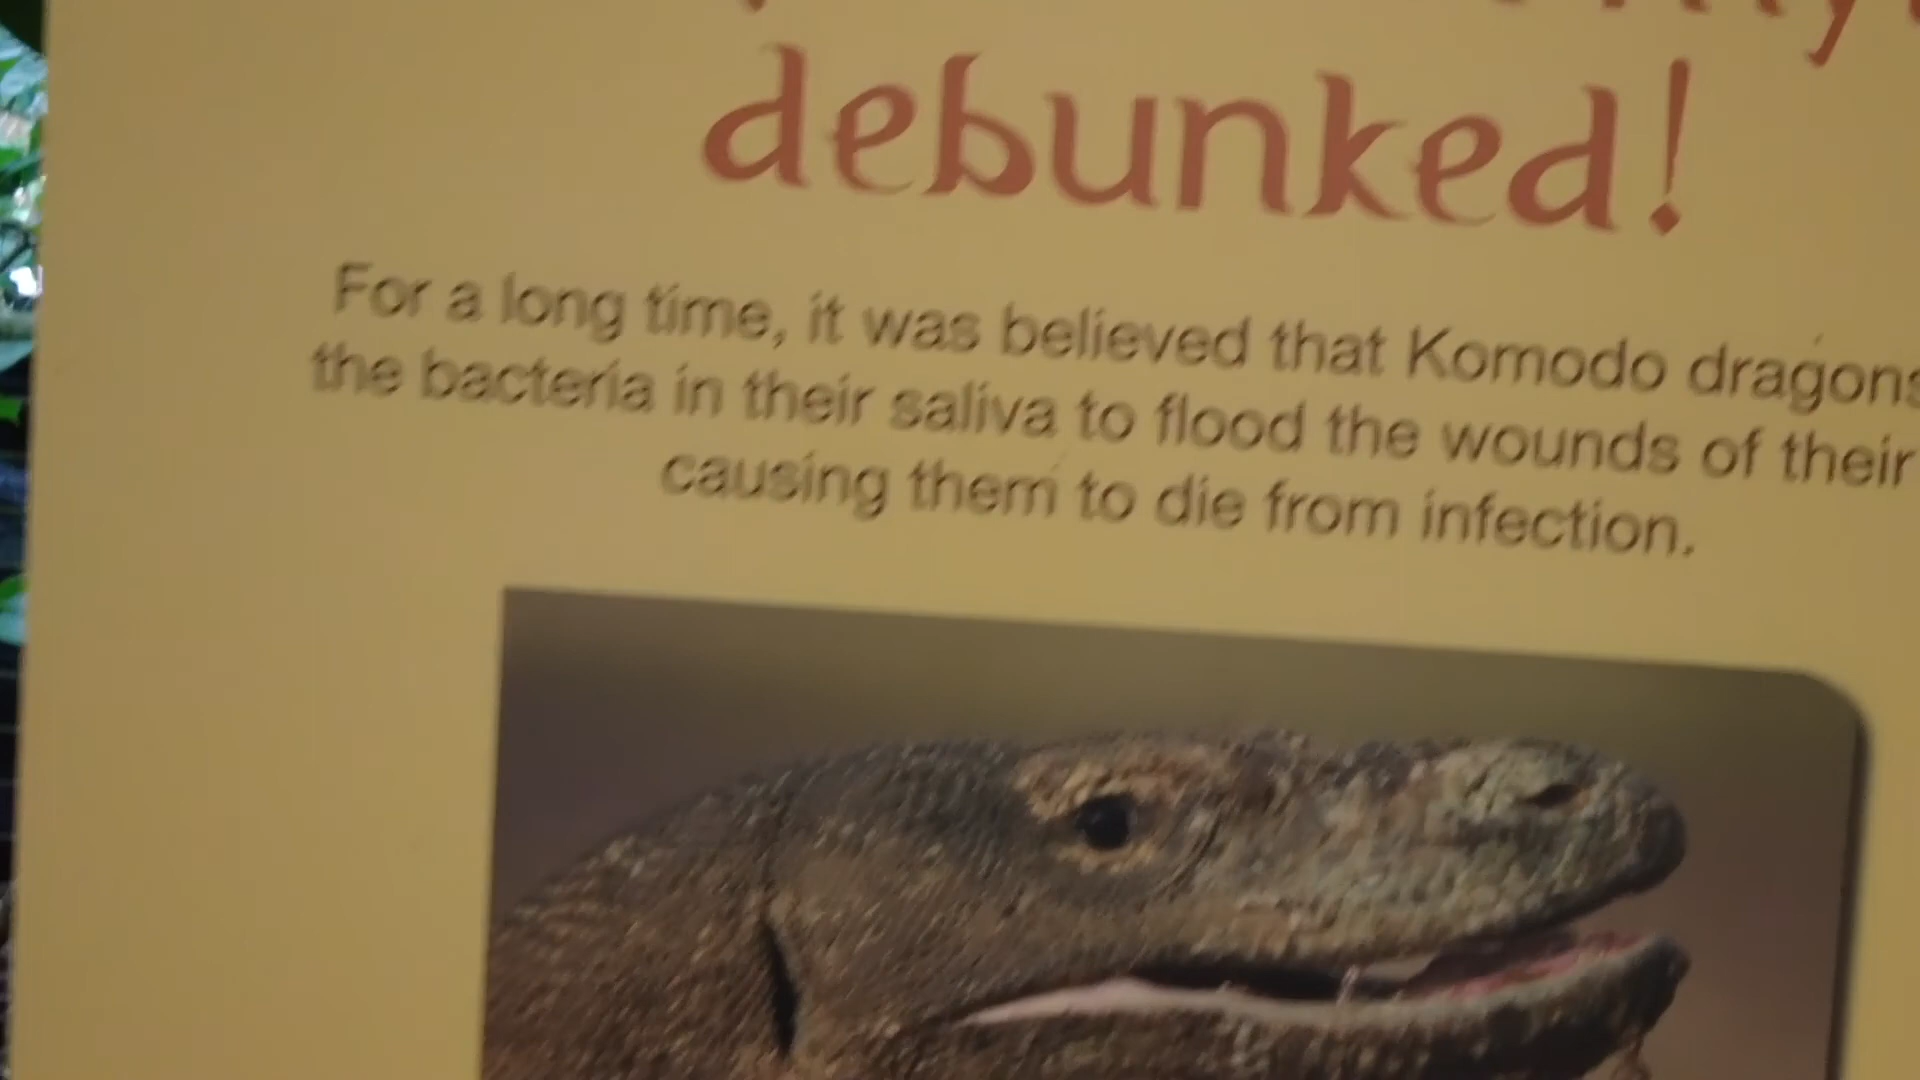 debunked!
For a long time, it was believed that Komodo dragons
the bacteria in their saliva to flood the wounds of their
causing them to die from infection.